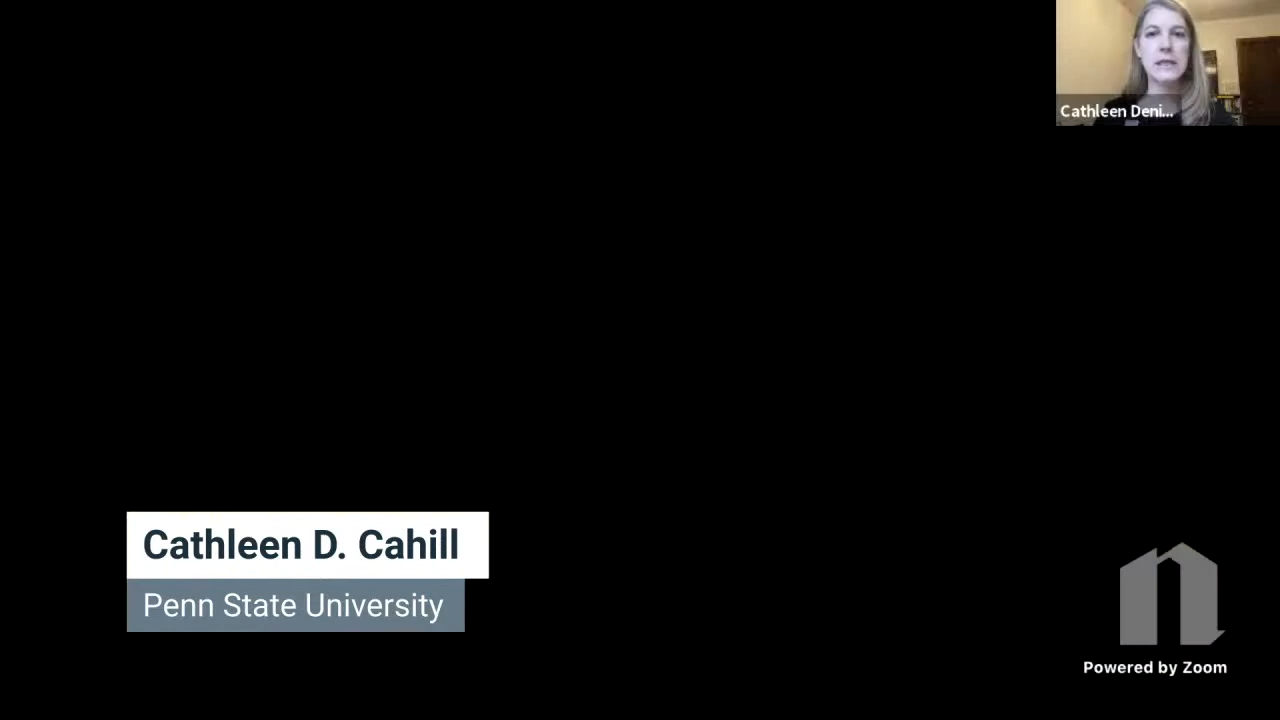 Cathleen Deni...
Cathleen D. Cahill
Penn State University
Powered by Zoom